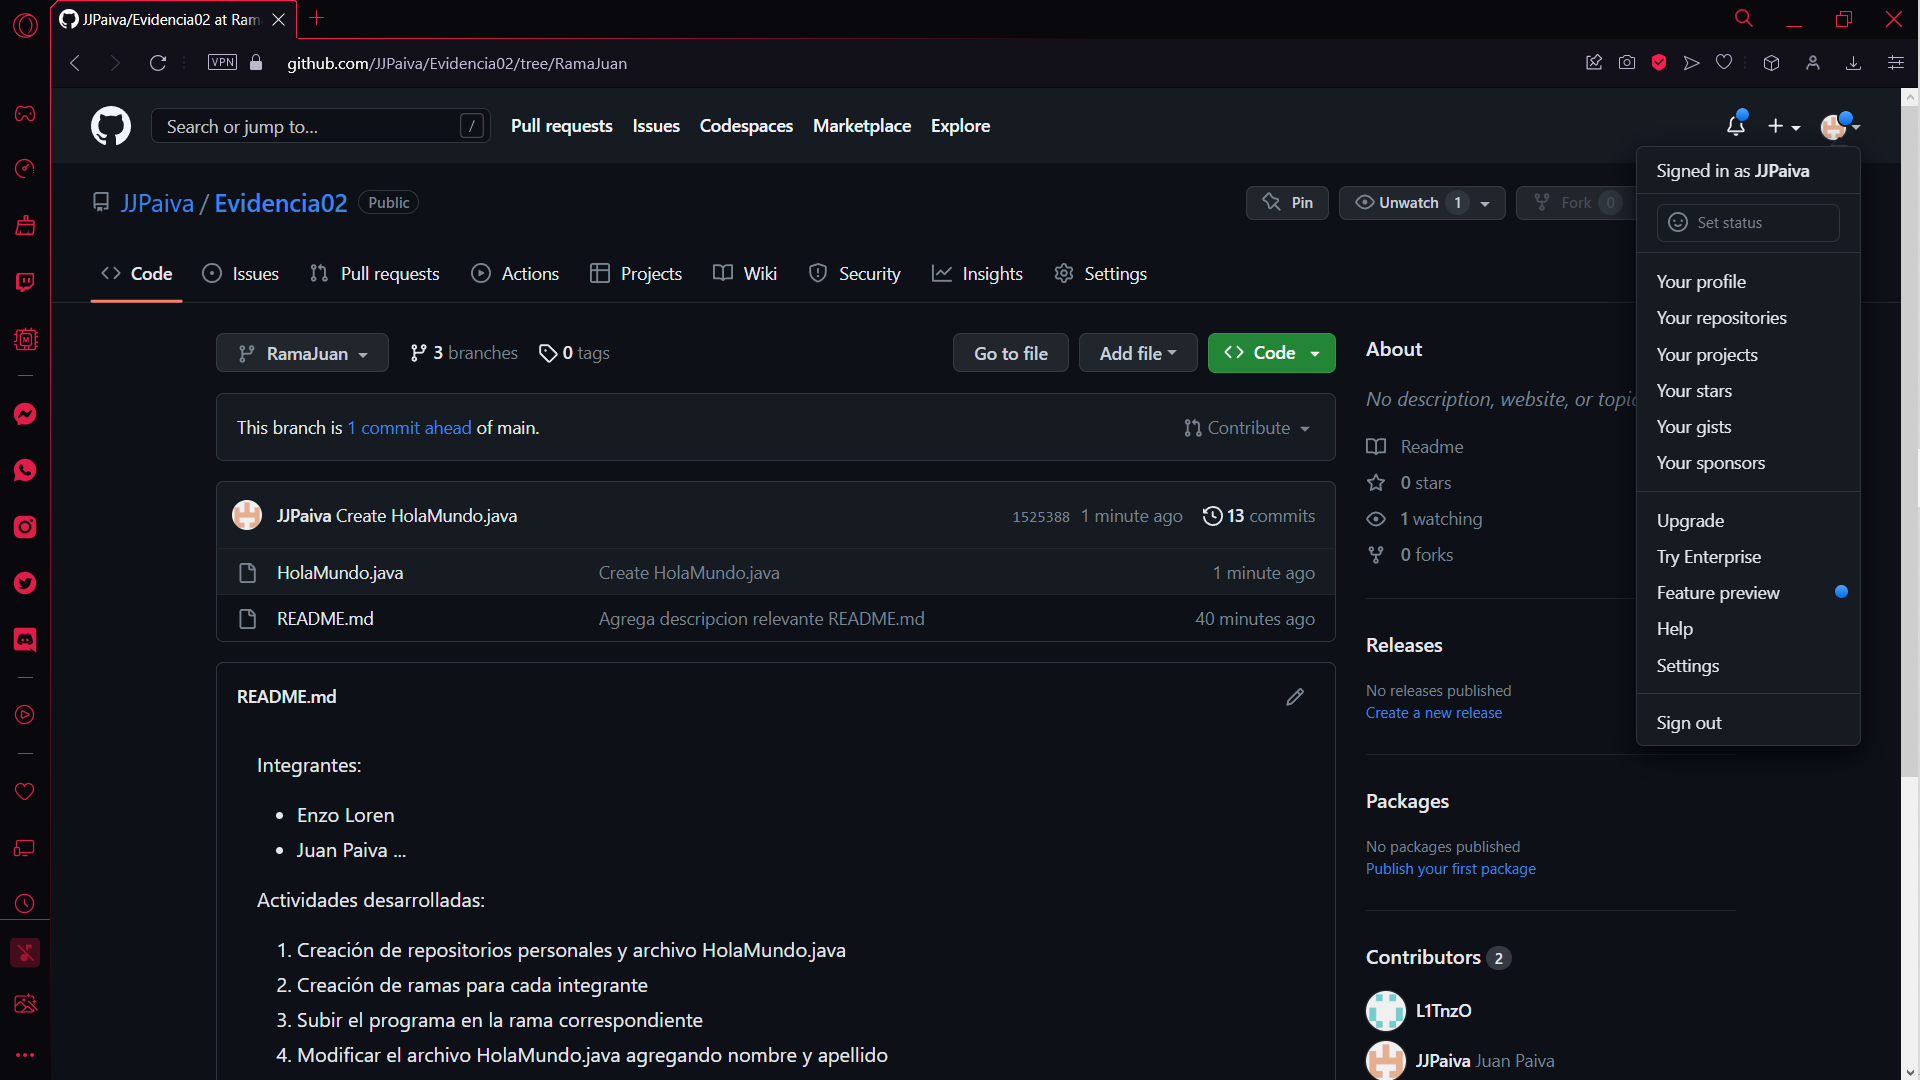 JJPaiva/Evidencia02 at Ram
VPN
github.com/JJPaiva/Evidencia02/tree/RamaJuan
Search or jump to...
/
Pull requests
Issues
Codespaces
Marketplace
Explore
Signed in as JJPaiva
Set status
Your profile
Your repositories
Your projects
Your stars
Your gists
Your sponsors
Upgrade
Try Enterprise
Feature preview
Help
Settings
Sign out
JJPaiva / Evidencia02
Public
Pin
Unwatch 1
Fork 0
Code
Issues
Pull requests
Actions
Projects
Wiki
Security
Insights
Settings
RamaJuan
3 branches
0 tags
Go to file
Add file
Code
This branch is 1 commit ahead of main.
Contribute
JJPaiva Create HolaMundo.java
1525388 1 minute ago
13 commits
HolaMundo.java Create HolaMundo.java 1 minute ago
README.md Agrega descripcion relevante README.md 40 minutes ago
README.md
Integrantes:
• Enzo Loren
• Juan Paiva ...
Actividades desarrolladas:
1. Creación de repositorios personales y archivo HolaMundo.java
2. Creación de ramas para cada integrante
3. Subir el programa en la rama correspondiente
4. Modificar el archivo HolaMundo.java agregando nombre y apellido
About
No description, website, or topic
Readme
0 stars
1 watching
0 forks
Releases
No releases published
Create a new release
Packages
No packages published
Publish your first package
Contributors 2
L1TnzO
JJPaiva Juan Paiva